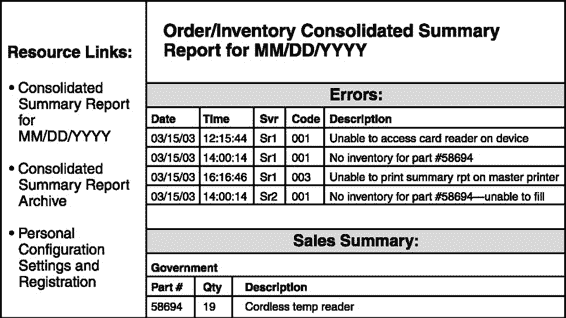 Resource Links:
• Consolidated
Summary Report
for
MM/DD/YYYY
• Consolidated
Summary Report
Archive
• Personal
Configuration
Settings and
Registration
Order/Inventory Consolidated Summary
Report for MM/DD/YYYY
Errors:
Date Time Svr Code Description
03/15/03 12:15:44 Sr1 001 Unable to access card reader on device
03/15/03 14:00:14 Sr1 001 No inventory for part #58694
03/15/03 16:16:46 Sr1 003 Unable to print summary rpt on master printer
03/15/03 14:00:14 Sr2 001 No inventory for part #58694—unable to fill
Sales Summary:
Government
Part # Qty Description
58694 19 Cordless temp reader